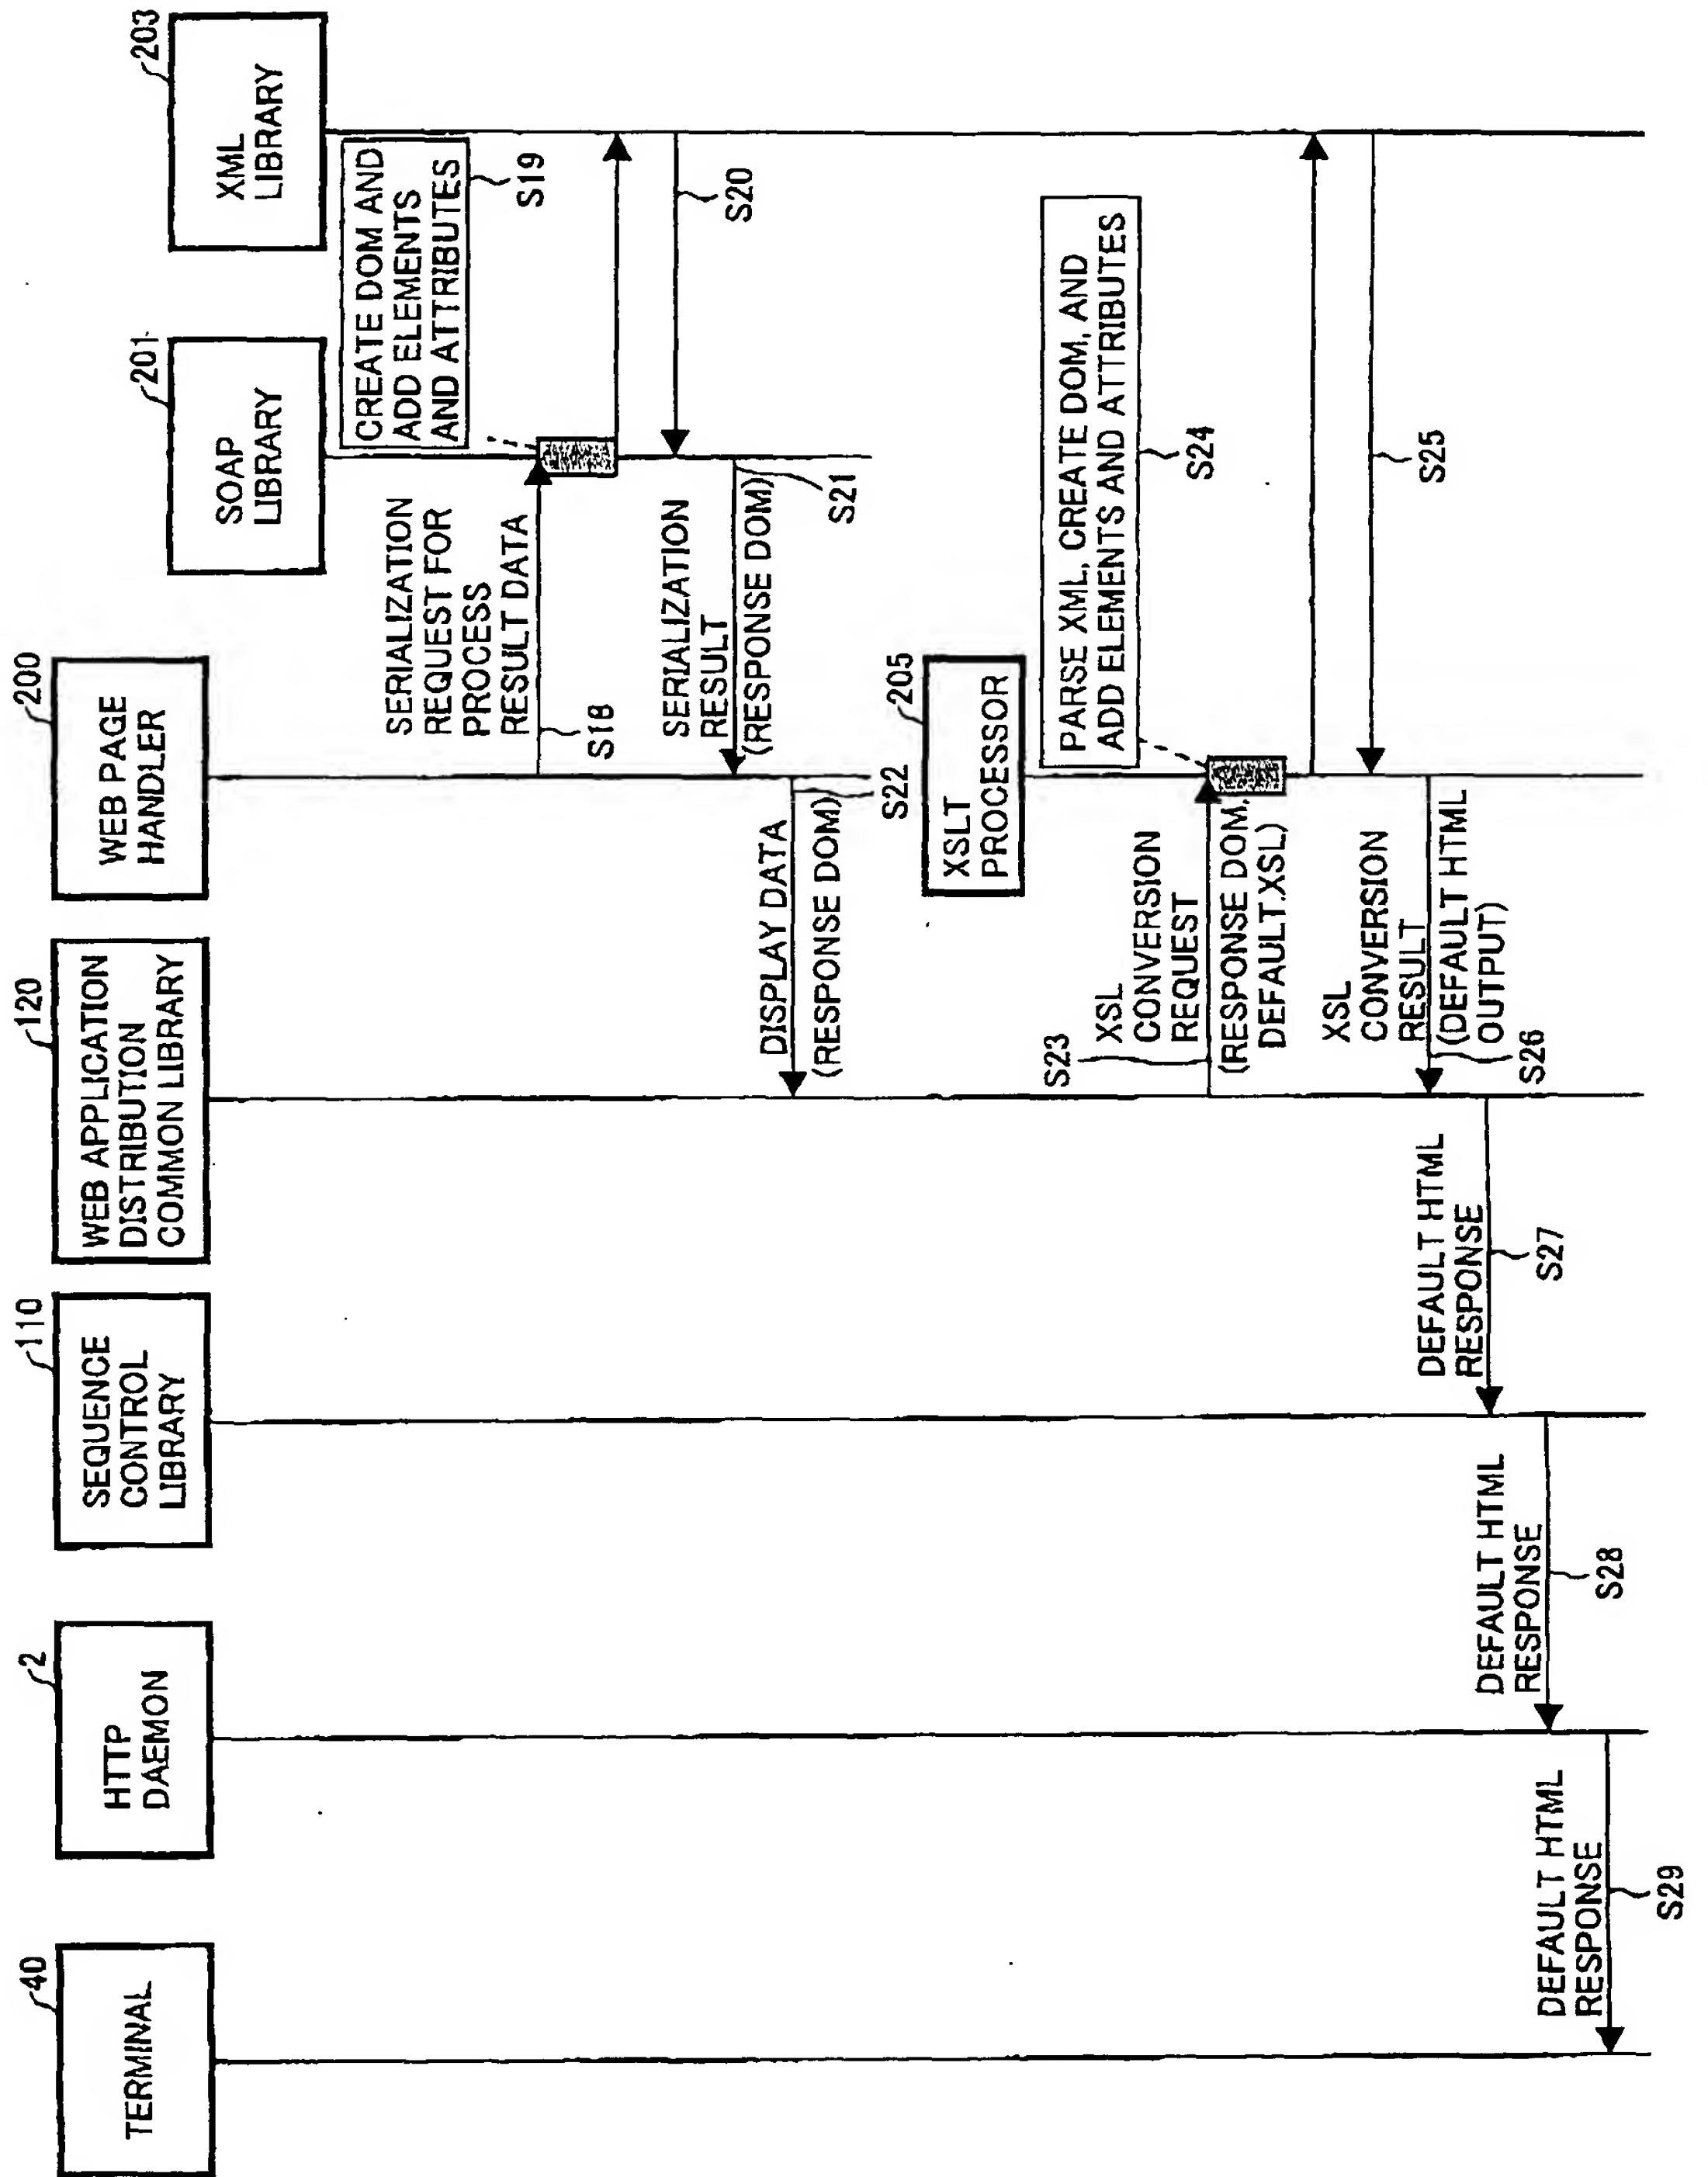 40
TERMINAL
2
HTTP
DAEMON
110
SEQUENCE
CONTROL
LIBRARY
120
WEB APPLICATION
DISTRIBUTION
COMMON LIBRARY
200
WEB PAGE
HANDLER
201
SOAP
LIBRARY
203
XML
LIBRARY
CREATE DOM AND
ADD ELEMENTS
AND ATTRIBUTES
S19
SERIALIZATION
REQUEST FOR
PROCESS
RESULT DATA
S18
S20
SERIALIZATION
RESULT
(RESPONSE DOM)
S21
DISPLAY DATA
(RESPONSE DOM)
S22
205
XSLT
PROCESSOR
PARSE XML, CREATE DOM, AND
ADD ELEMENTS AND ATTRIBUTES
S24
S23
XSL
CONVERSION
REQUEST
(RESPONSE DOM,
DEFAULT.XSL)
S25
XSL
CONVERSION
RESULT
(DEFAULT HTML
OUTPUT)
S26
DEFAULT HTML
RESPONSE
S27
DEFAULT HTML
RESPONSE
S28
DEFAULT HTML
RESPONSE
S29